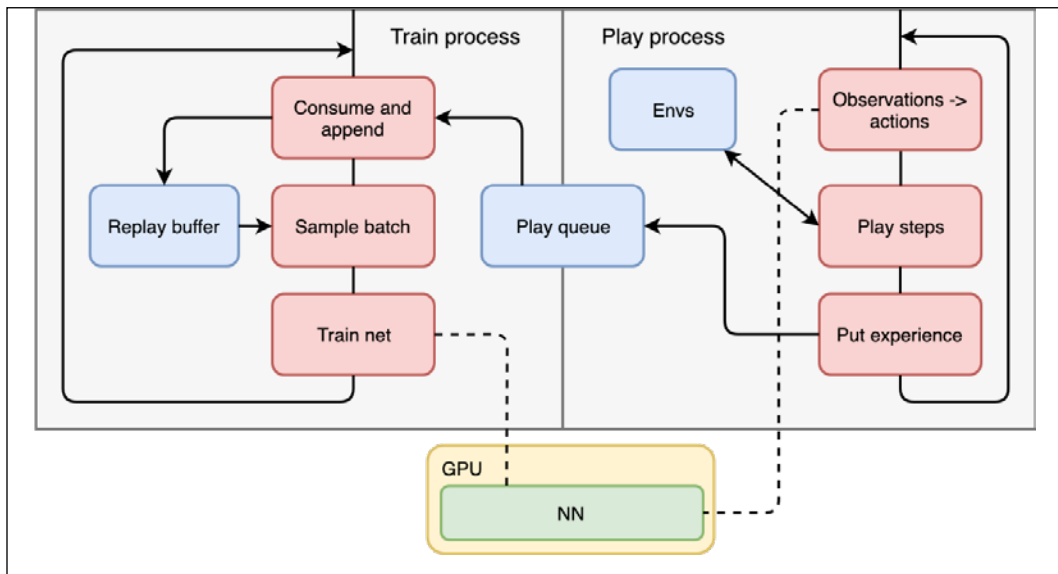 Train process
Play process
Consume and
append
Envs
Observations ->
actions
Replay buffer
Sample batch
Play queue
Play steps
Train net
Put experience
GPU
NN